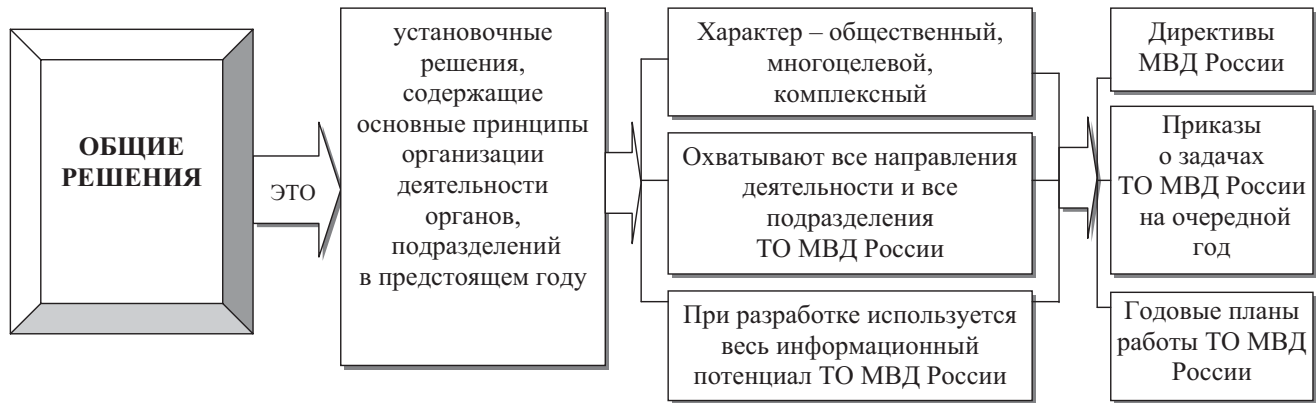 ОБЩИЕ
РЕШЕНИЯ
ЭТО
установочные
решения,
содержащие
основные принципы
организации
деятельности
органов,
подразделений
в предстоящем году
Характер – общественный,
многоцелевой,
комплексный
Охватывают все направления
деятельности и все
подразделения
ТО МВД России
При разработке используется
весь информационный
потенциал ТО МВД России
Директивы
МВД России
Приказы
о задачах
ТО МВД России
на очередной
год
Годовые планы
работы ТО МВД
России